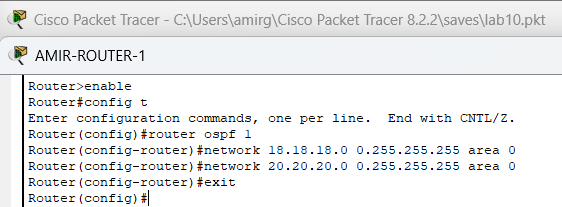 Cisco Packet Tracer - C:\Users\amirg\Cisco Packet Tracer 8.2.2\saves\lab10.pkt
AMIR-ROUTER-1
Router>enable
Router#config t
Enter configuration commands, one per line.  End with CNTL/Z.
Router(config)#router ospf 1
Router(config-router)#network 18.18.18.0 0.255.255.255 area 0
Router(config-router)#network 20.20.20.0 0.255.255.255 area 0
Router(config-router)#exit
Router(config)#